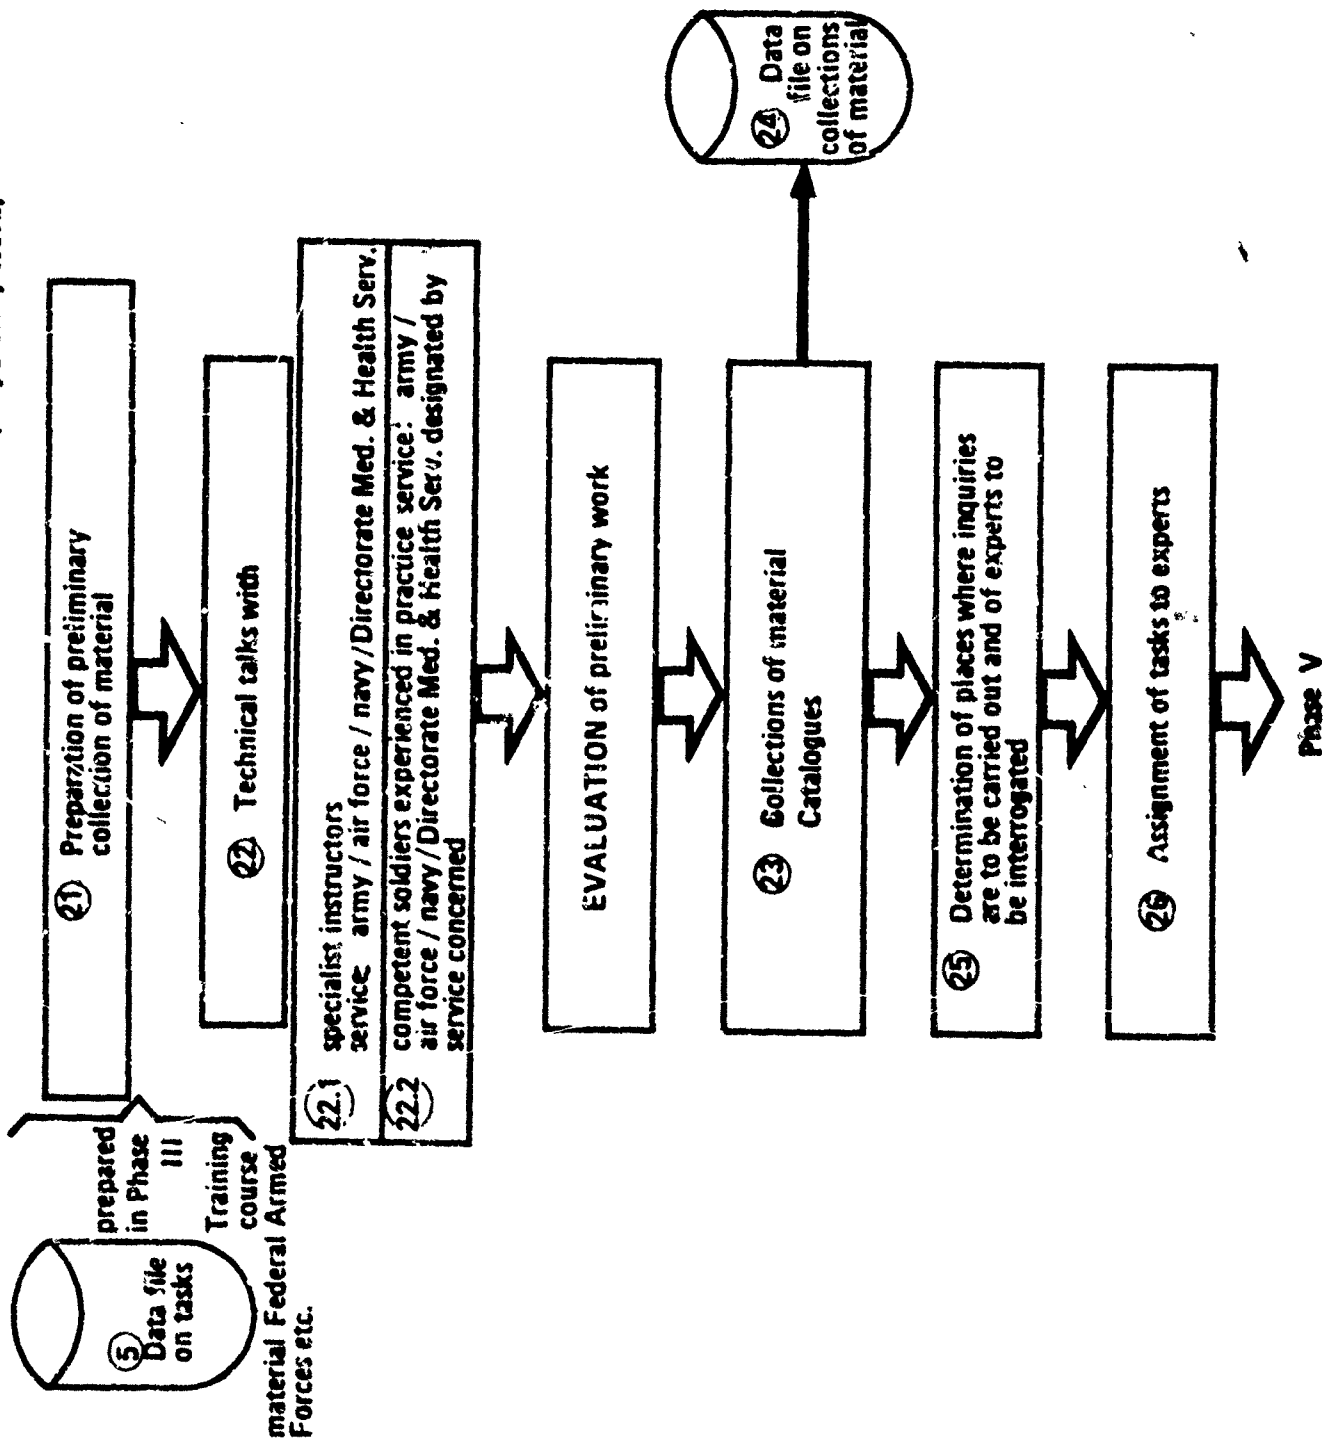 5
Data file
on tasks
prepared
in Phase
III
Training
course
material Federal Armed
Forces etc.
21 Preparation of preliminary
collection of material
22 Technical talks with
22.1 specialist instructors
service: army / air force / navy/Directorate Med. & Health Serv.
22.2 competent soldiers experienced in practice service: army /
air force / navy/Directorate Med. & Health Serv. designated by
service concerned
EVALUATION of preliminary work
23 Collections of material
Catalogues
24 Data
file on
collections
of material
25 Determination of places where inquiries
are to be carried out and of experts to
be interrogated
26 Assignment of tasks to experts
Phase V